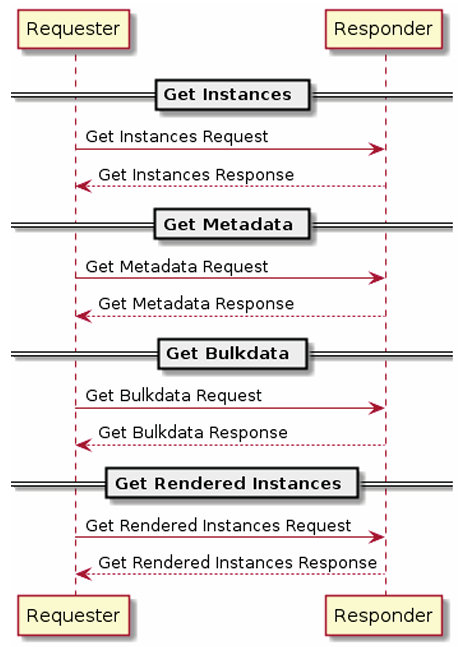 Requester
Responder
Get Instances
Get Instances Request
Get Instances Response
Get Metadata
Get Metadata Request
Get Metadata Response
Get Bulkdata
Get Bulkdata Request
Get Bulkdata Response
Get Rendered Instances
Get Rendered Instances Request
Get Rendered Instances Response
Requester
Responder